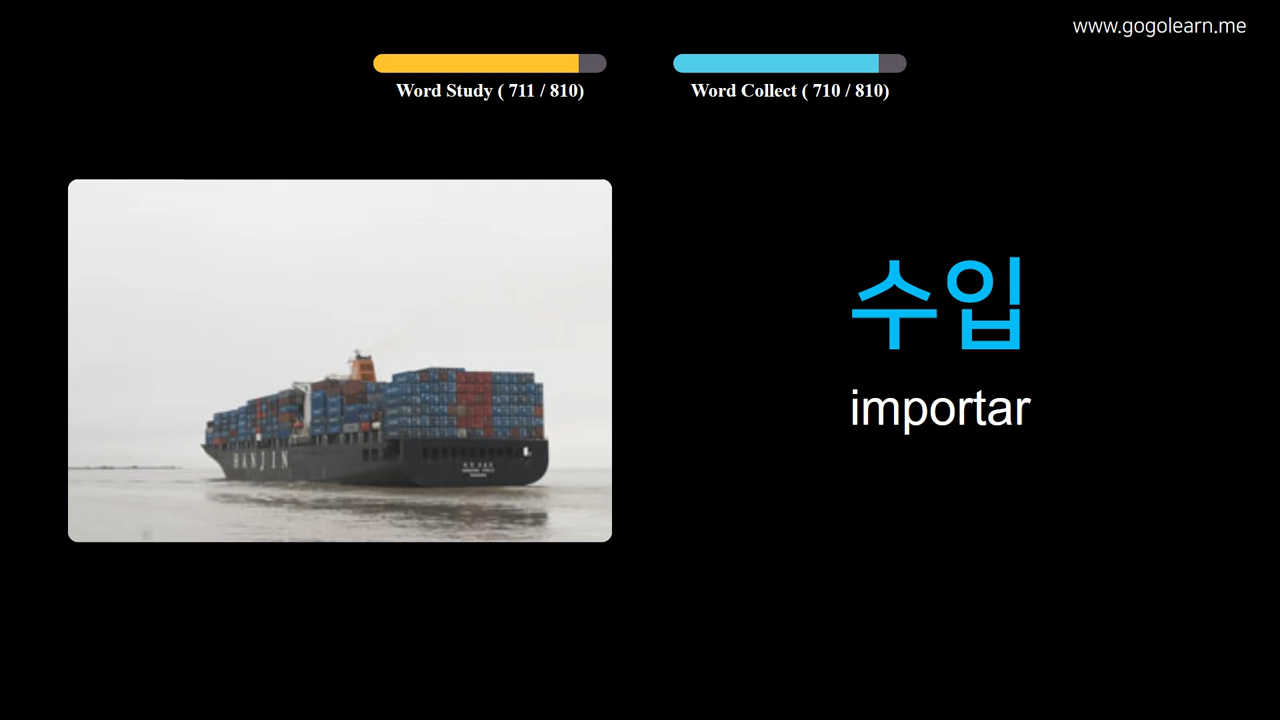 www.gogolearn.me
Word Study ( 711 / 810)
Word Collect ( 710 / 810)
수입
importar
HANJIN